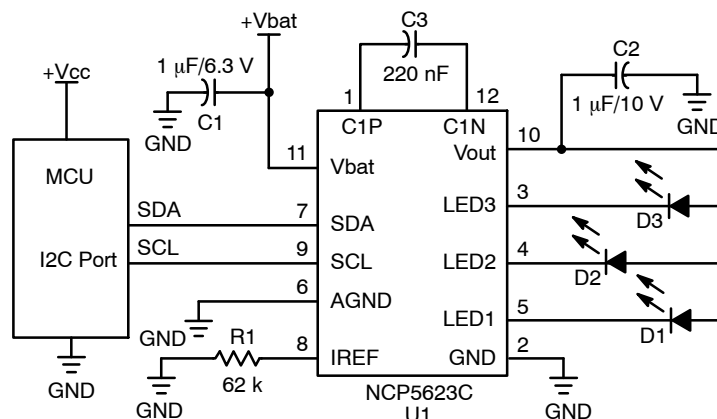 +Vbat
C3
C2
+Vcc
1 μF/6.3 V
220 nF
1
12
1 μF/10 V
C1
GND
C1P
C1N
10
GND
MCU
11
Vbat
Vout
SDA
7
SDA
LED3
3
D3
I2C Port
SCL
9
SCL
LED2
4
D2
6
AGND
GND
R1
LED1
5
D1
8
IREF
GND
2
GND
62 k
GND
NCP5623C
GND
U1